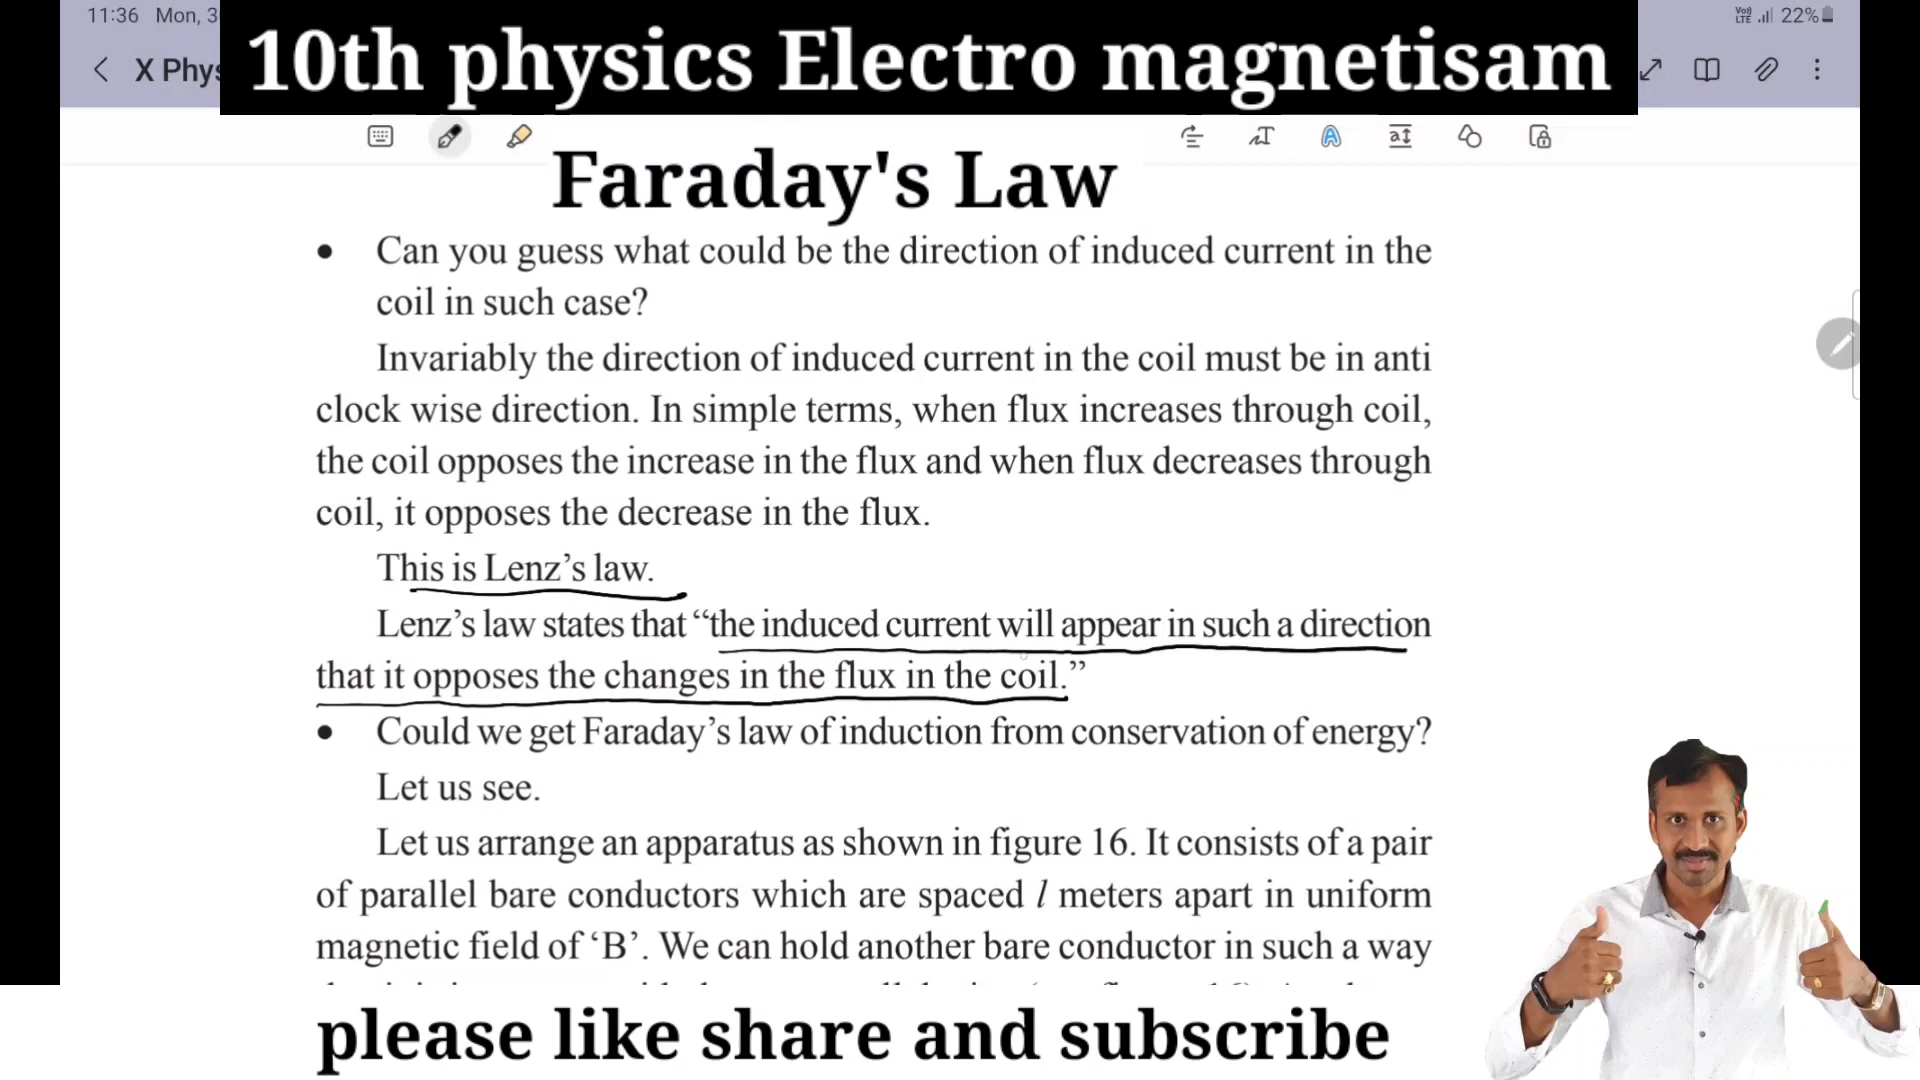 11:36 Mon, 3
22%
10th physics Electro magnetisam
X Phys
Faraday's Law
• Can you guess what could be the direction of induced current in the
coil in such case?
Invariably the direction of induced current in the coil must be in anti
clock wise direction. In simple terms, when flux increases through coil,
the coil opposes the increase in the flux and when flux decreases through
coil, it opposes the decrease in the flux.
This is Lenz’s law.
Lenz’s law states that “the induced current will appear in such a direction
that it opposes the changes in the flux in the coil.”
• Could we get Faraday’s law of induction from conservation of energy?
Let us see.
Let us arrange an apparatus as shown in figure 16. It consists of a pair
of parallel bare conductors which are spaced l meters apart in uniform
magnetic field of ‘B’. We can hold another bare conductor in such a way
please like share and subscribe